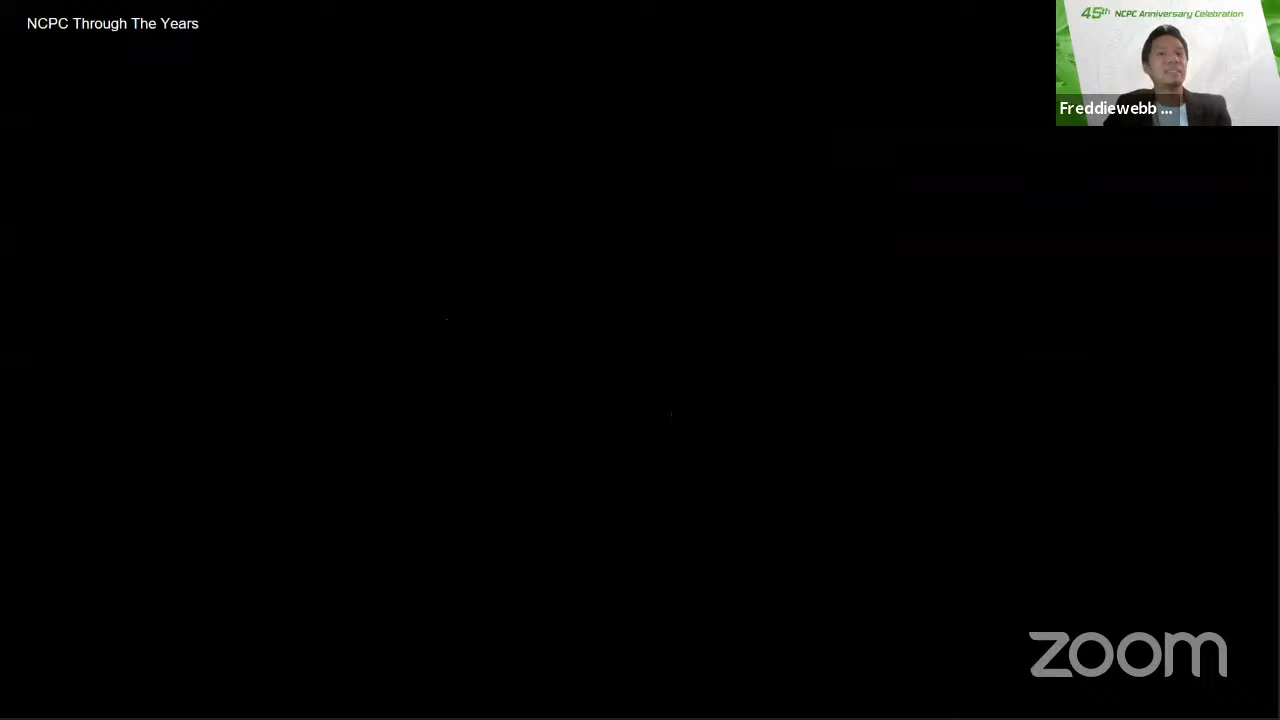 NCPC Through The Years
45th NCPC Anniversary Celebration
Freddiewebb ...
zoom